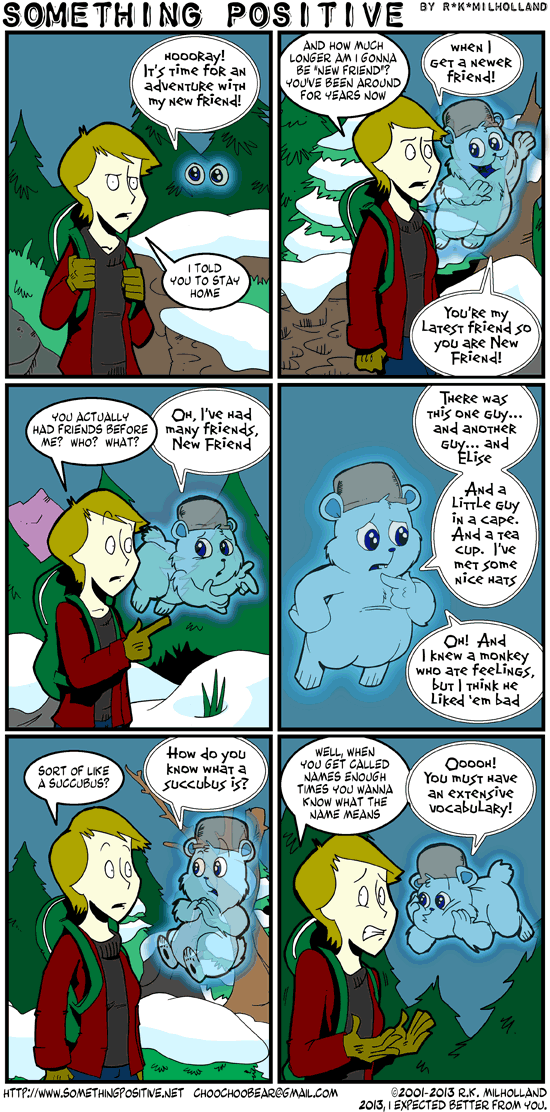 SOMETHING POSITIVE BY R*K*MILHOLLAND
HOOORAY!
IT'S TIME FOR AN
ADVENTURE WITH
MY NEW FRIEND!
I TOLD
YOU TO STAY
HOME
AND HOW MUCH
LONGER AM I GONNA
BE "NEW FRIEND"?
YOU'VE BEEN AROUND
FOR YEARS NOW
WHEN I
GET A NEWER
FRIEND!
YOU'RE MY
LATEST FRIEND SO
YOU ARE NEW
FRIEND!
YOU ACTUALLY
HAD FRIENDS BEFORE
ME? WHO? WHAT?
OH, I'VE HAD
MANY FRIENDS,
NEW FRIEND
THERE WAS
THIS ONE GUY...
AND ANOTHER
GUY... AND
ELISE
AND A
LITTLE GUY
IN A CAPE.
AND A TEA
CUP. I'VE
MET SOME
NICE HATS
OH! AND
I KNEW A MONKEY
WHO ATE FEELINGS,
BUT I THINK HE
LIKED 'EM BAD
SORT OF LIKE
A SUCCUBUS?
HOW DO YOU
KNOW WHAT A
SUCCUBUS IS?
WELL, WHEN
YOU GET CALLED
NAMES ENOUGH
TIMES YOU WANNA
KNOW WHAT THE
NAME MEANS
OOOOH!
YOU MUST HAVE
AN EXTENSIVE
VOCABULARY!
HTTP://WWW.SOMETHINGPOSITIVE.NET CHOOCHOOBEAR@GMAIL.COM ©2001-2013 R.K. MILHOLLAND
2013, I EXPECTED BETTER FROM YOU.